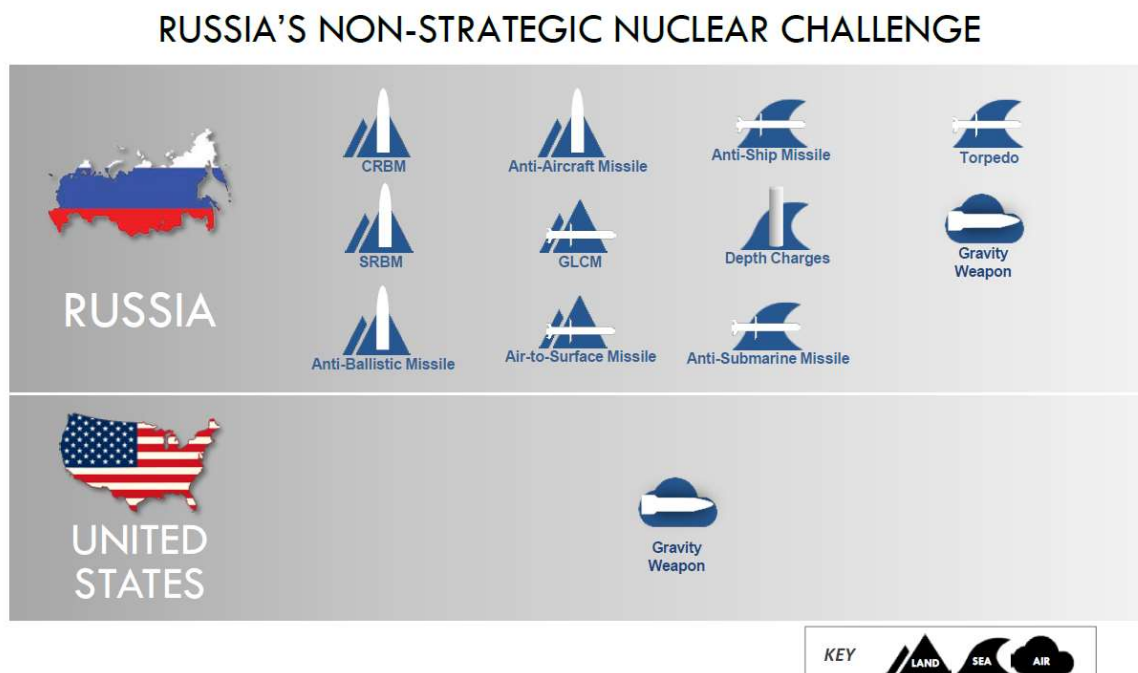 RUSSIA'S NON-STRATEGIC NUCLEAR CHALLENGE
CRBM
Anti-Aircraft Missile
Anti-Ship Missile
Torpedo
SRBM
GLCM
Depth Charges
Gravity
Weapon
RUSSIA
Anti-Ballistic Missile
Air-to-Surface Missile
Anti-Submarine Missile
UNITED
STATES
Gravity
Weapon
KEY
LAND
SEA
AIR